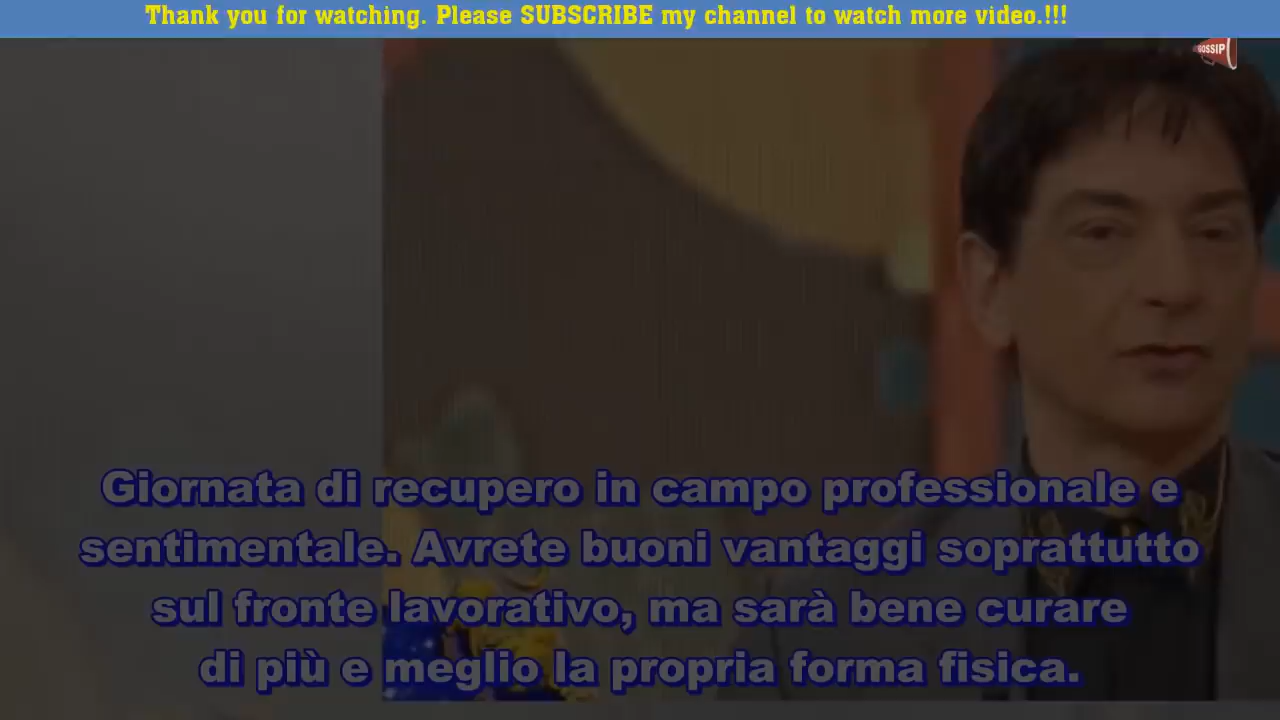 Thank you for watching. Please SUBSCRIBE my channel to watch more video.!!!
GOSSIP
Giornata di recupero in campo professionale e
sentimentale. Avrete buoni vantaggi soprattutto
sul fronte lavorativo, ma sarà bene curare
di più e meglio la propria forma fisica.